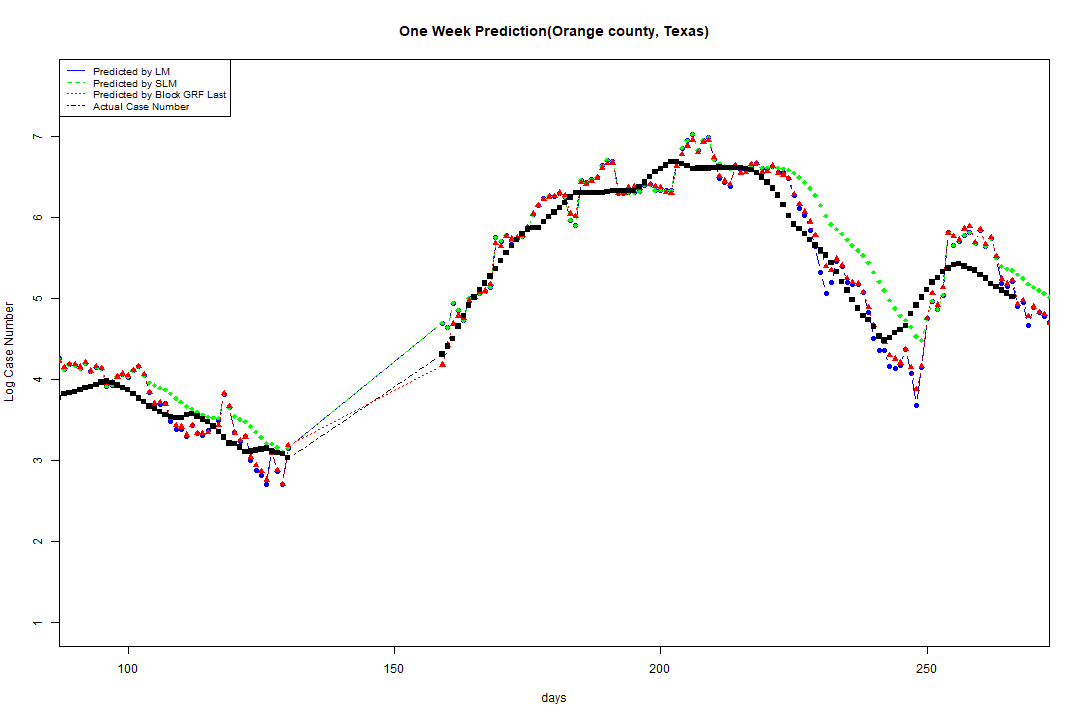 One Week Prediction(Orange county, Texas)
Predicted by LM
Predicted by SLM
Predicted by Block GRF Last
Actual Case Number
7
6
5
4
3
2
1
Log Case Number
100 150 200 250
days